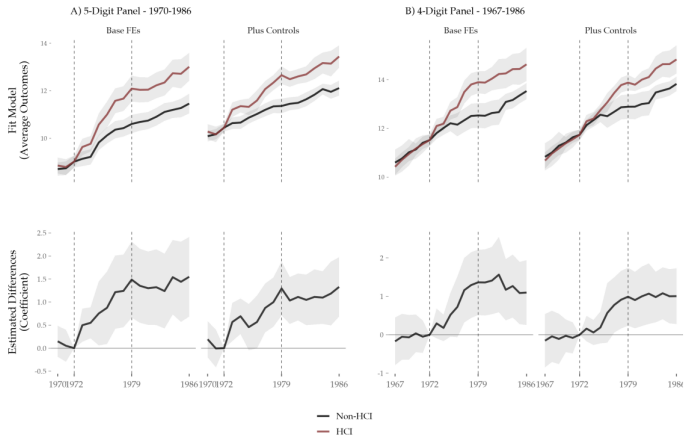 A) 5-Digit Panel - 1970-1986
B) 4-Digit Panel - 1967-1986
Base FEs
Plus Controls
Base FEs
Plus Controls
Fit Model
(Average Outcomes)
14
12
10
14
12
10
Estimated Differences
(Coefficient)
2.5
2.0
1.5
1.0
0.5
0.0
-0.5
2
1
0
-1
1970
1972
1979
1986
1970
1972
1979
1986
1967
1972
1979
1986
1967
1972
1979
1986
Non-HCI
HCI